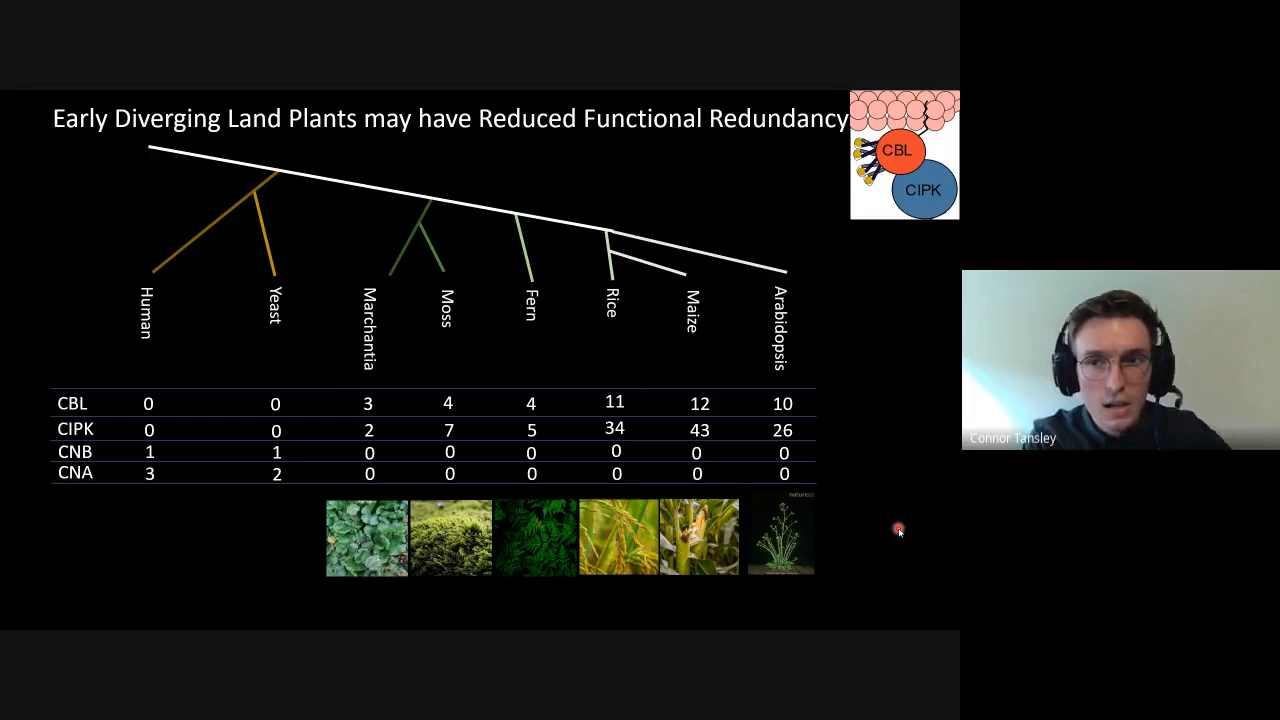 Early Diverging Land Plants may have Reduced Functional Redundancy
CBL
CIPK
Human
Yeast
Marchantia
Moss
Fern
Rice
Maize
Arabidopsis
CBL 0 0 3 4 4 11 12 10
CIPK 0 0 2 7 5 34 43 26
CNB 1 1 0 0 0 0 0 0
CNA 3 2 0 0 0 0 0 0
Connor Tansley